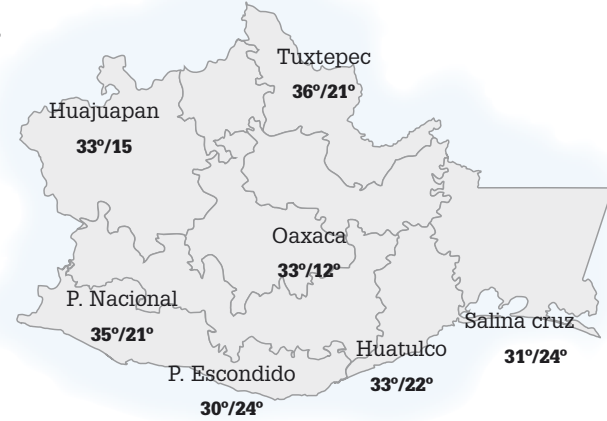 Tuxtepec
36º/21º
Huajuapan
33º/15
Oaxaca
33º/12º
P. Nacional
35º/21º
Salina cruz
31º/24º
Huatulco
33º/22º
P. Escondido
30º/24º